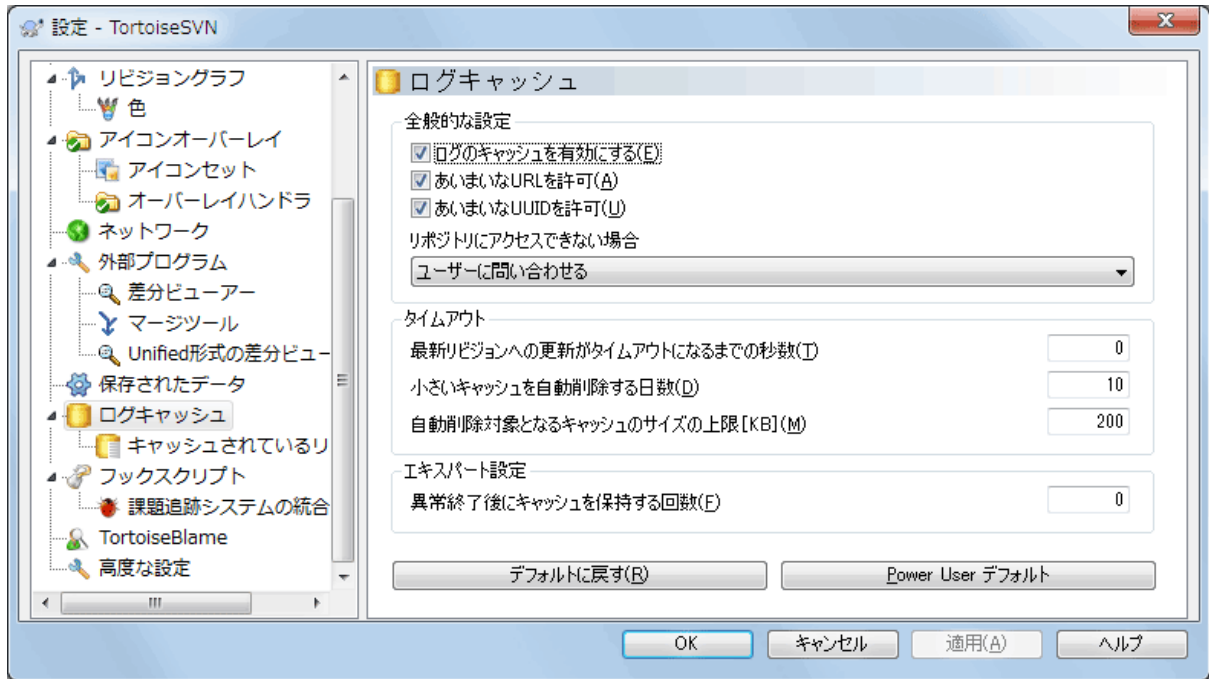 設定 - TortoiseSVN
リビジョングラフ
色
アイコンオーバーレイ
アイコンセット
オーバーレイハンドラ
ネットワーク
外部プログラム
差分ビューアー
マージツール
Unified形式の差分ビュー
保存されたデータ
ログキャッシュ
キャッシュされているリ
フックスクリプト
課題追跡システムの統合
TortoiseBlame
高度な設定
ログキャッシュ
全般的な設定
ログのキャッシュを有効にする(E)
あいまいなURLを許可(A)
あいまいなUUIDを許可(U)
リポジトリにアクセスできない場合
ユーザーに問い合わせる
タイムアウト
最新リビジョンへの更新がタイムアウトになるまでの秒数(T) 0
小さいキャッシュを自動削除する日数(D) 10
自動削除対象となるキャッシュのサイズの上限[KB](M) 200
エキスパート設定
異常終了後にキャッシュを保持する回数(F) 0
デフォルトに戻す(R) Power User デフォルト
OK キャンセル 適用(A) ヘルプ